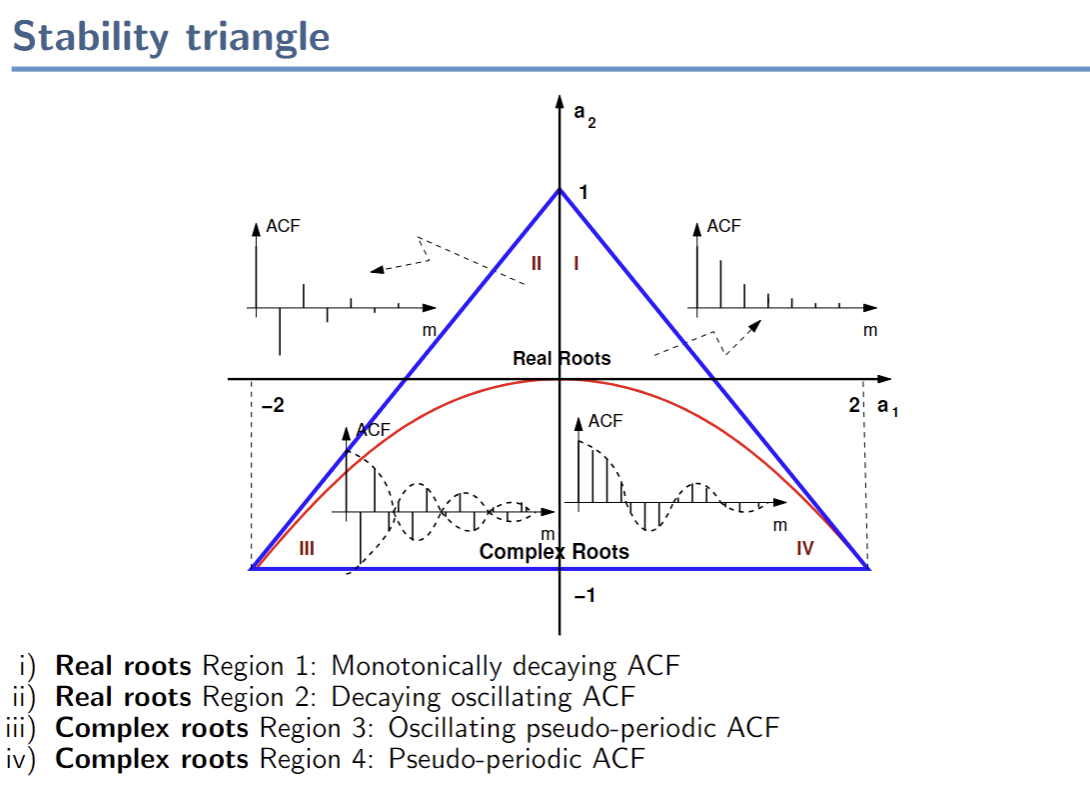 Stability triangle
a2
1
ACF
ACF
II
I
m
m
Real Roots
−2
2
a1
ACF
ACF
m
m
III
Complex Roots
IV
−1
i) Real roots Region 1: Monotonically decaying ACF
ii) Real roots Region 2: Decaying oscillating ACF
iii) Complex roots Region 3: Oscillating pseudo-periodic ACF
iv) Complex roots Region 4: Pseudo-periodic ACF